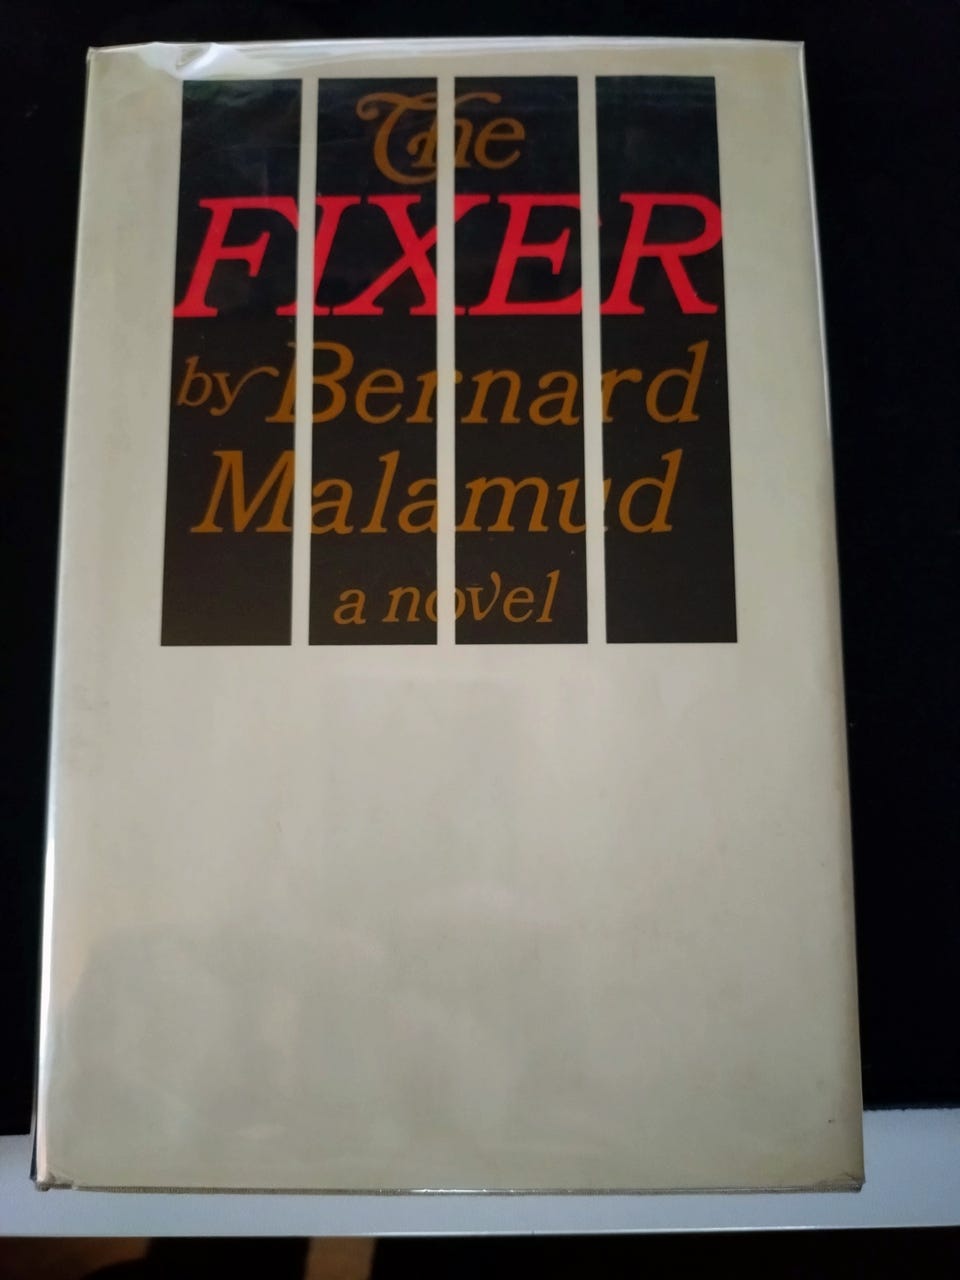 The
FIXER
by Bernard
Malamud
a novel